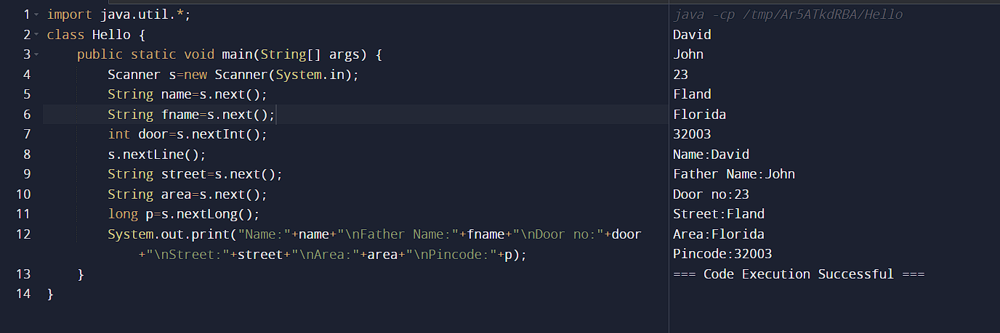 1 import java.util.*;
2 class Hello {
3     public static void main(String[] args) {
4         Scanner s=new Scanner(System.in);
5         String name=s.next();
6         String fname=s.next();
7         int door=s.nextInt();
8         s.nextLine();
9         String street=s.next();
10         String area=s.next();
11         long p=s.nextLong();
12         System.out.print("Name:"+name+"\nFather Name:"+fname+"\nDoor no:"+door
            +"\nStreet:"+street+"\nArea:"+area+"\nPincode:"+p);
13     }
14 }
java -cp /tmp/Ar5ATkdRBA/Hello
David
John
23
Fland
Florida
32003
Name:David
Father Name:John
Door no:23
Street:Fland
Area:Florida
Pincode:32003
=== Code Execution Successful ===